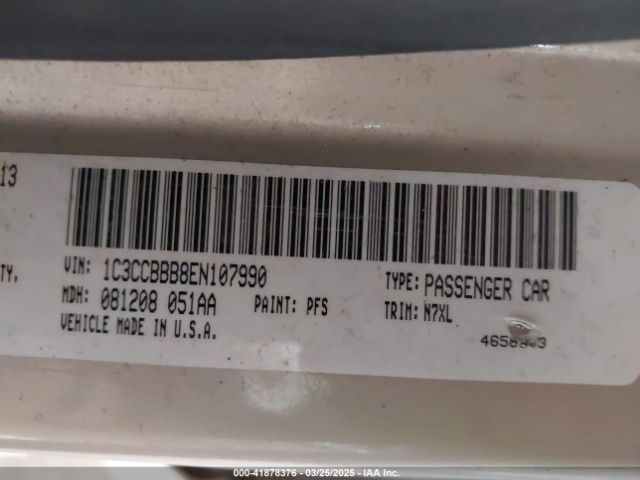 13
TY,
VIN: 1C3CCBBB8EN107990
TYPE: PASSENGER CAR
MDH: 081208 051AA
PAINT: PFS
TRIM: N7XL
VEHICLE MADE IN U.S.A.
000-41878376 • 03/25/2025 • IAA Inc.